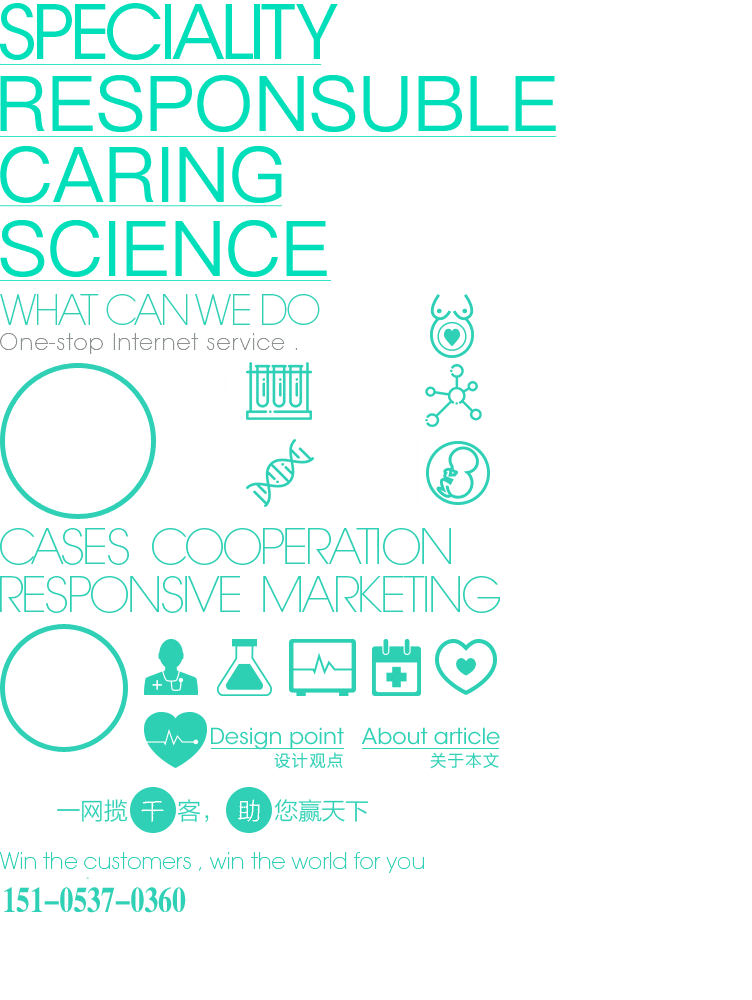 SPECIALITY
RESPONSUBLE
CARING
SCIENCE
WHAT CAN WE DO
One-stop Internet service .
CASES COOPERATION
RESPONSIVE MARKETING
Design point About article
设计观点 关于本文
一网揽千客，助您赢天下
Win the customers , win the world for you
151-0537-0360